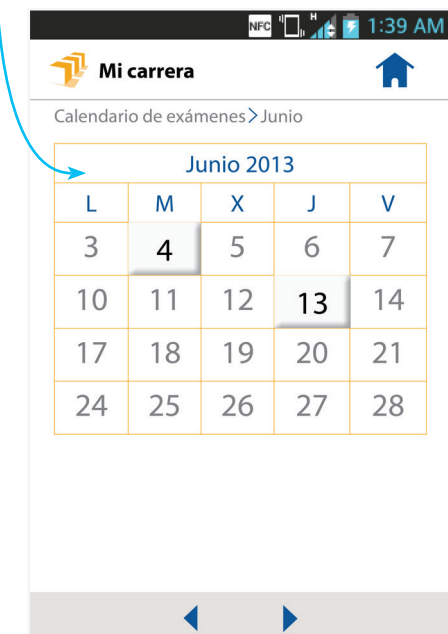 NFC H 1:39 AM
Mi carrera
Calendario de exámenes > Junio
Junio 2013
L M X J V
3 4 5 6 7
10 11 12 13 14
17 18 19 20 21
24 25 26 27 28